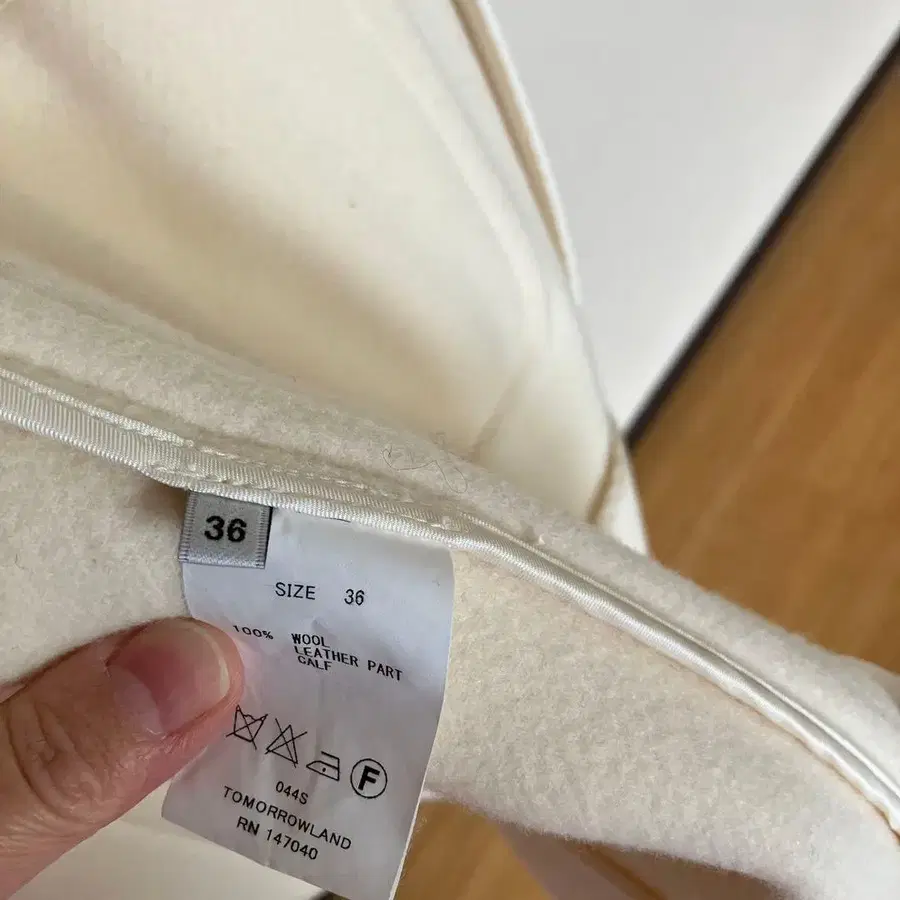 36
SIZE 36
100% WOOL
LEATHER PART
CALF
F
044S
TOMORROWLAND
RN 147040